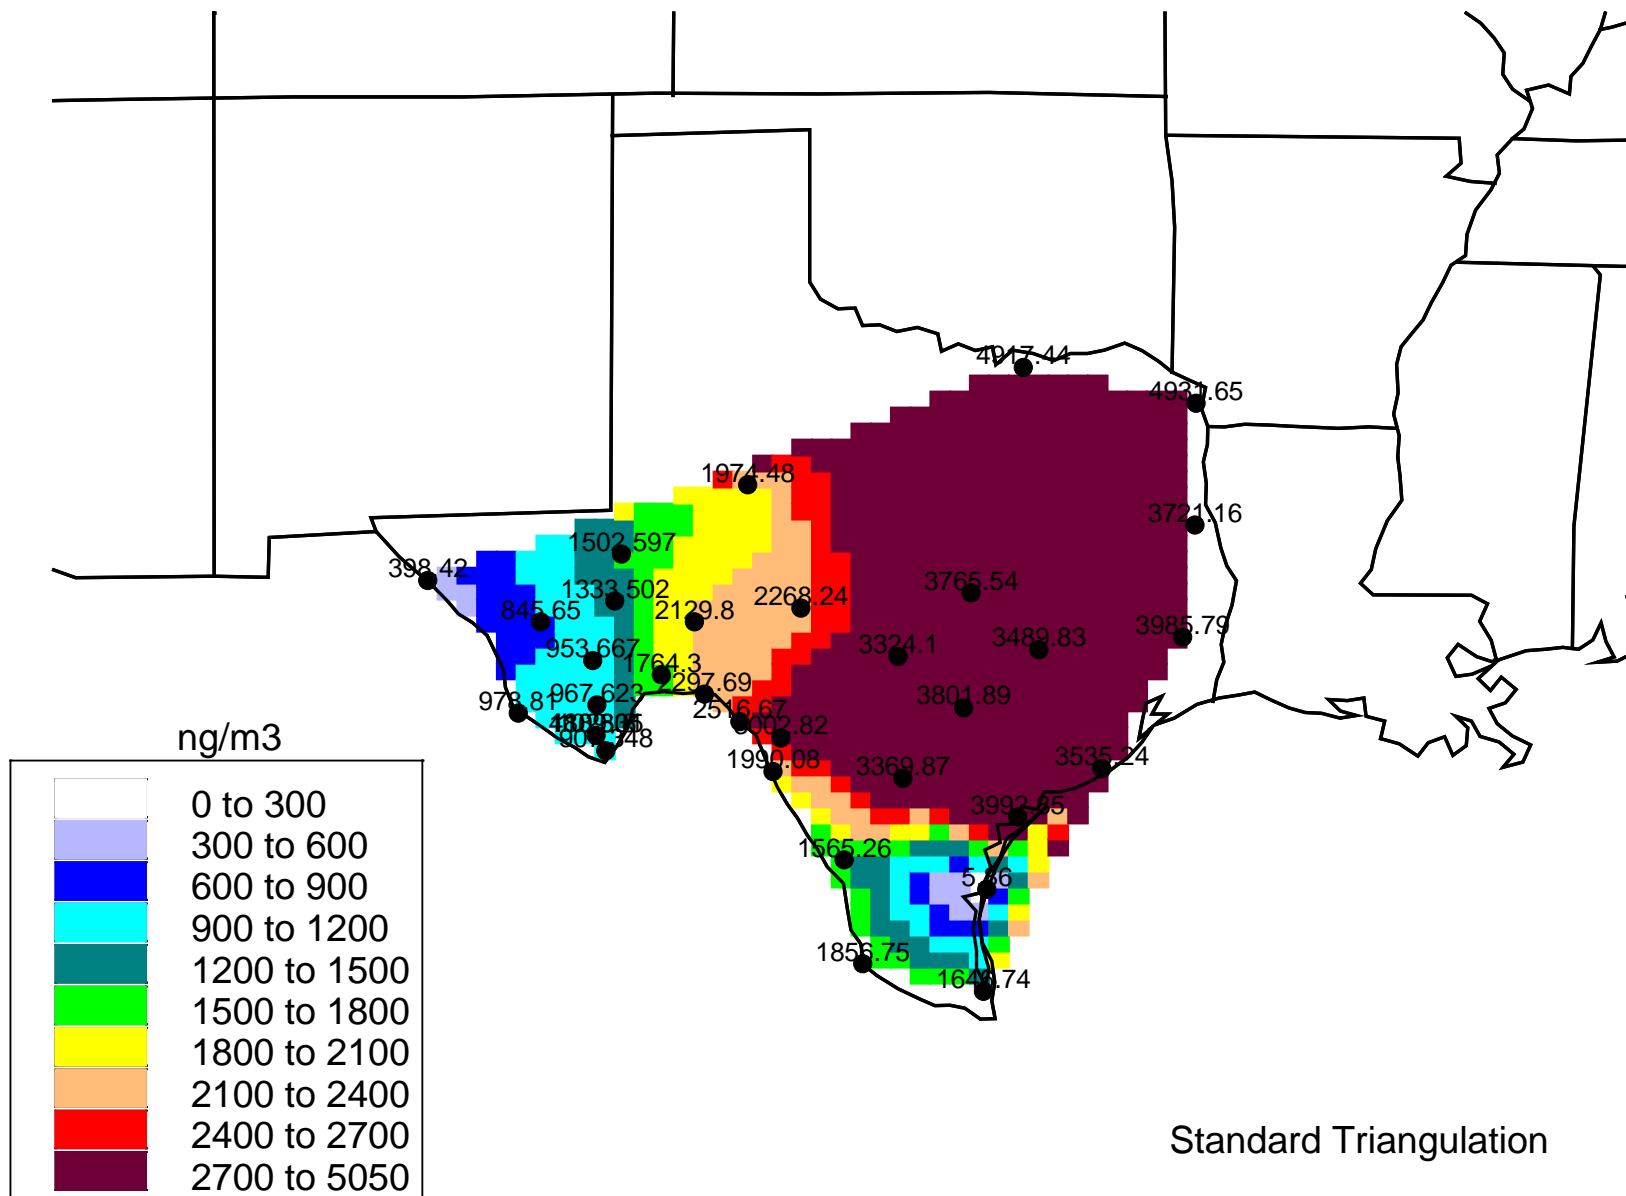 4917.44
4931.65
1974.48
3721.16
1502.597
398.42
1333.502
3765.54
845.65
2129.8
2268.24
3985.79
3489.83
953.667
3324.1
1764.3
2297.69
967.623
973.81
3801.89
2516.67
3002.82
1990.08
3369.87
3535.24
3992.85
1565.26
5.86
1856.75
1646.74
ng/m3
0 to 300
300 to 600
600 to 900
900 to 1200
1200 to 1500
1500 to 1800
1800 to 2100
2100 to 2400
2400 to 2700
2700 to 5050
Standard Triangulation